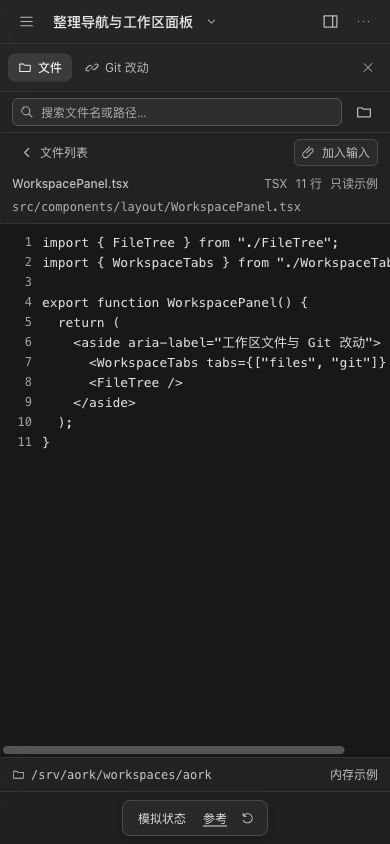 整理导航与工作区面板
文件 Git 改动
搜索文件名或路径...
文件列表 加入输入
WorkspacePanel.tsx TSX 11 行 只读示例
src/components/layout/WorkspacePanel.tsx
1 import { FileTree } from "./FileTree";
2 import { WorkspaceTabs } from "./WorkspaceTab
3
4 export function WorkspacePanel() {
5   return (
6     <aside aria-label="工作区文件与 Git 改动">
7       <WorkspaceTabs tabs={["files", "git"]}
8       <FileTree />
9     </aside>
10   );
11 }
/srv/aork/workspaces/aork 内存示例
模拟状态 参考